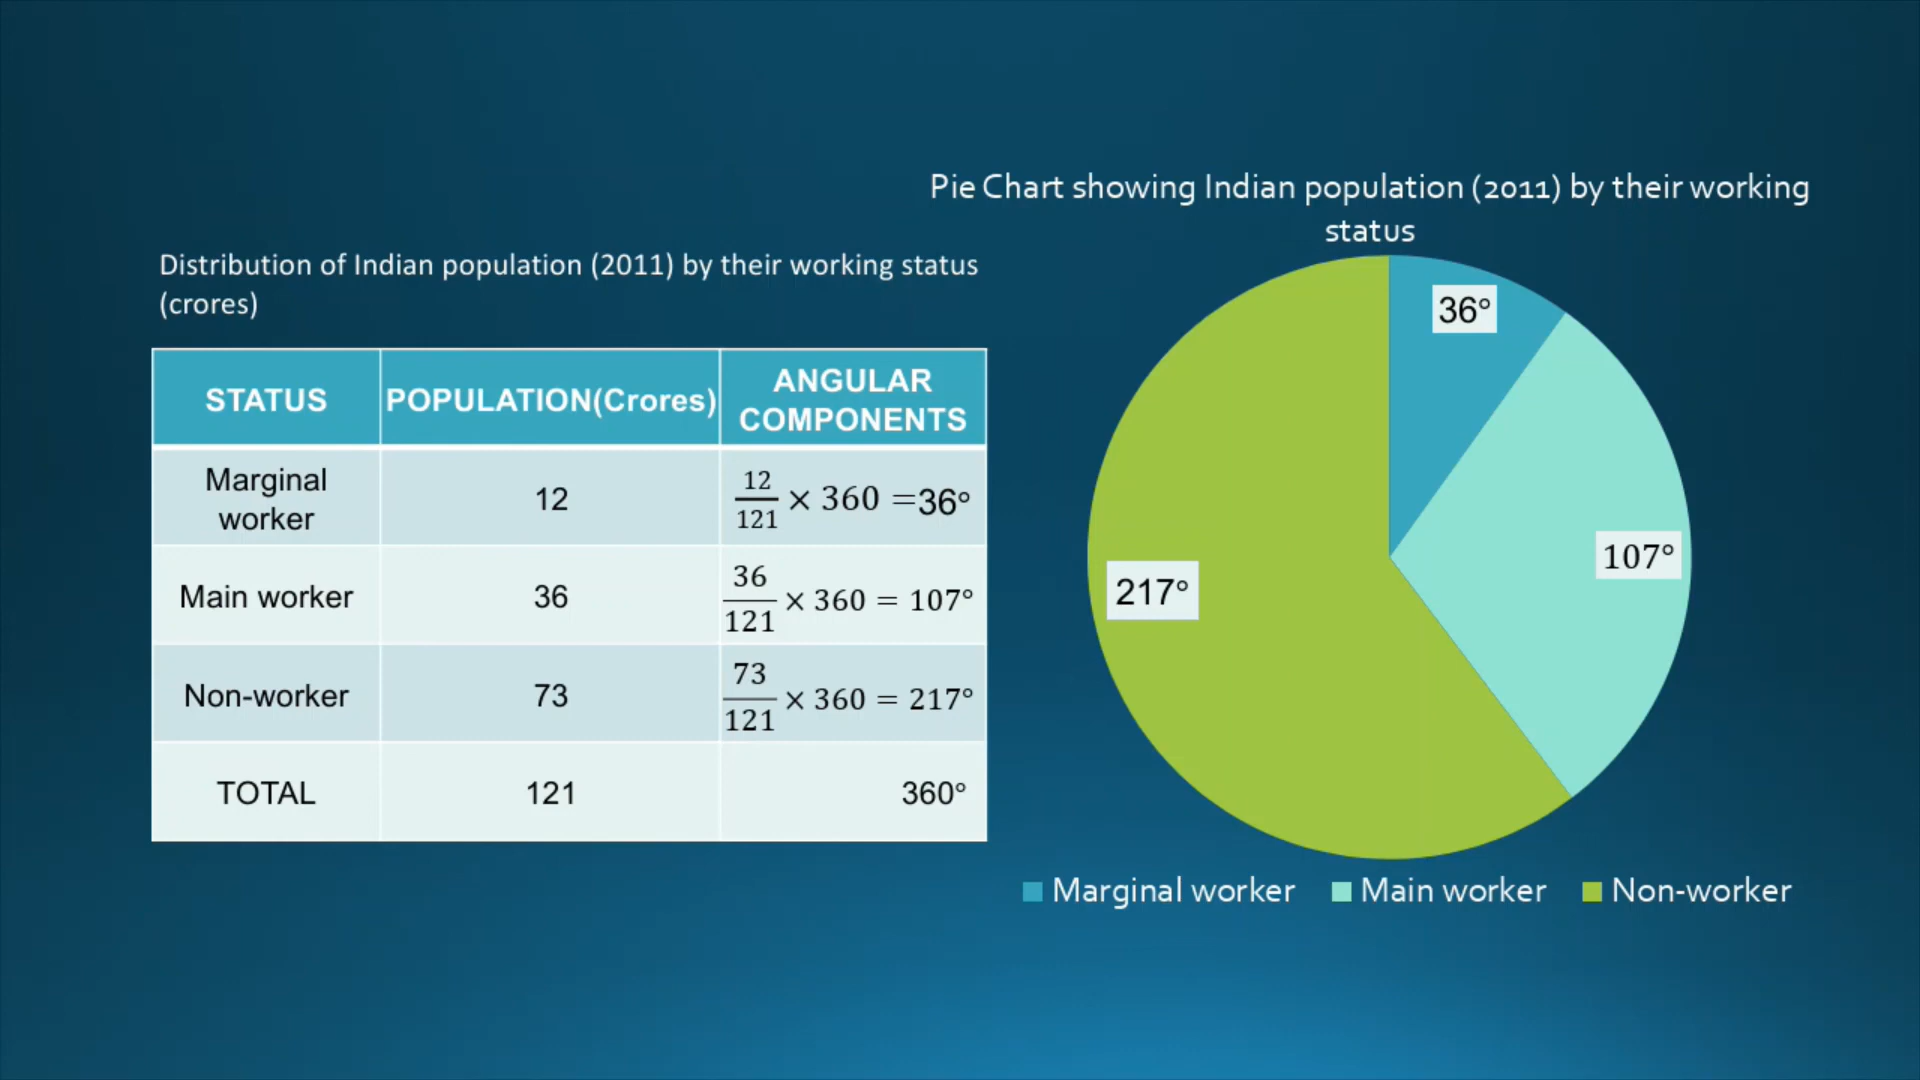 Pie Chart showing Indian population (2011) by their working
status
Distribution of Indian population (2011) by their working status
(crores)
STATUS POPULATION(Crores) ANGULAR COMPONENTS
Marginal worker 12 12/121 × 360 =36°
Main worker 36 36/121 × 360 = 107°
Non-worker 73 73/121 × 360 = 217°
TOTAL 121 360°
36°
107°
217°
Marginal worker Main worker Non-worker